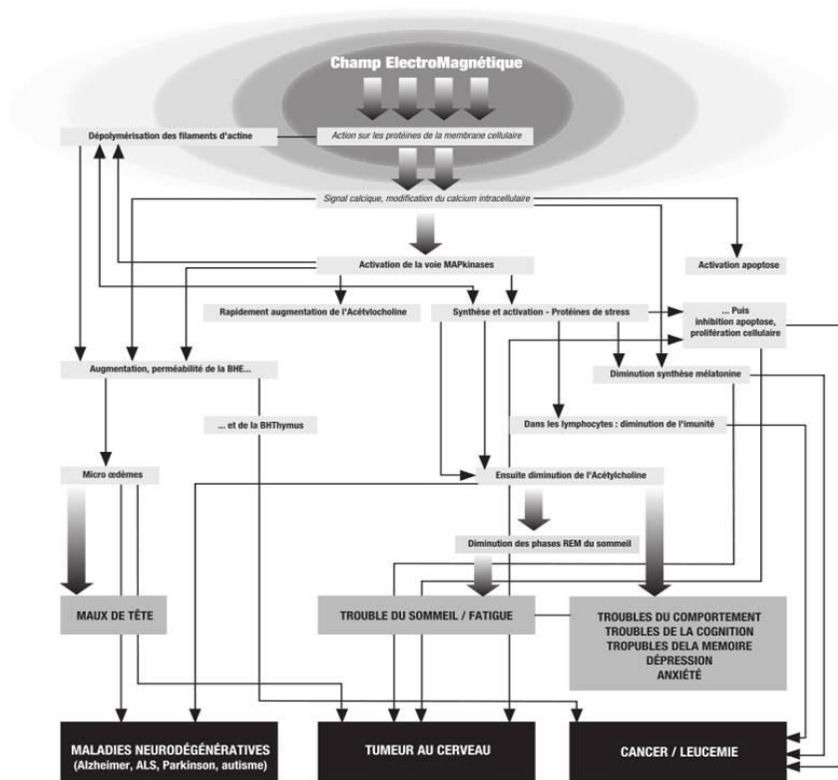 Champ ElectroMagnétique
Dépolymérisation des filaments d'actine
Action sur les protéines de la membrane cellulaire
Signal calcique, modification du calcium intracellulaire
Activation de la voie MAPkinases
Activation apoptose
Rapidement augmentation de l'Acétvlocholine
Synthèse et activation - Protéines de stress
... Puis
inhibition apoptose,
prolifération cellulaire
Augmentation, perméabilité de la BHE...
Diminution synthèse mélatonine
... et de la BHThymus
Dans les lymphocytes : diminution de l'imunité
Micro œdèmes
Ensuite diminution de l'Acétylcholine
Diminution des phases REM du sommeil
MAUX DE TÊTE
TROUBLE DU SOMMEIL / FATIGUE
TROUBLES DU COMPORTEMENT
TROUBLES DE LA COGNITION
TROPUBLES DELA MEMOIRE
DÉPRESSION
ANXIÉTÉ
MALADIES NEURODÉGÉNÉRATIVES
(Alzheimer, ALS, Parkinson, autisme)
TUMEUR AU CERVEAU
CANCER / LEUCEMIE